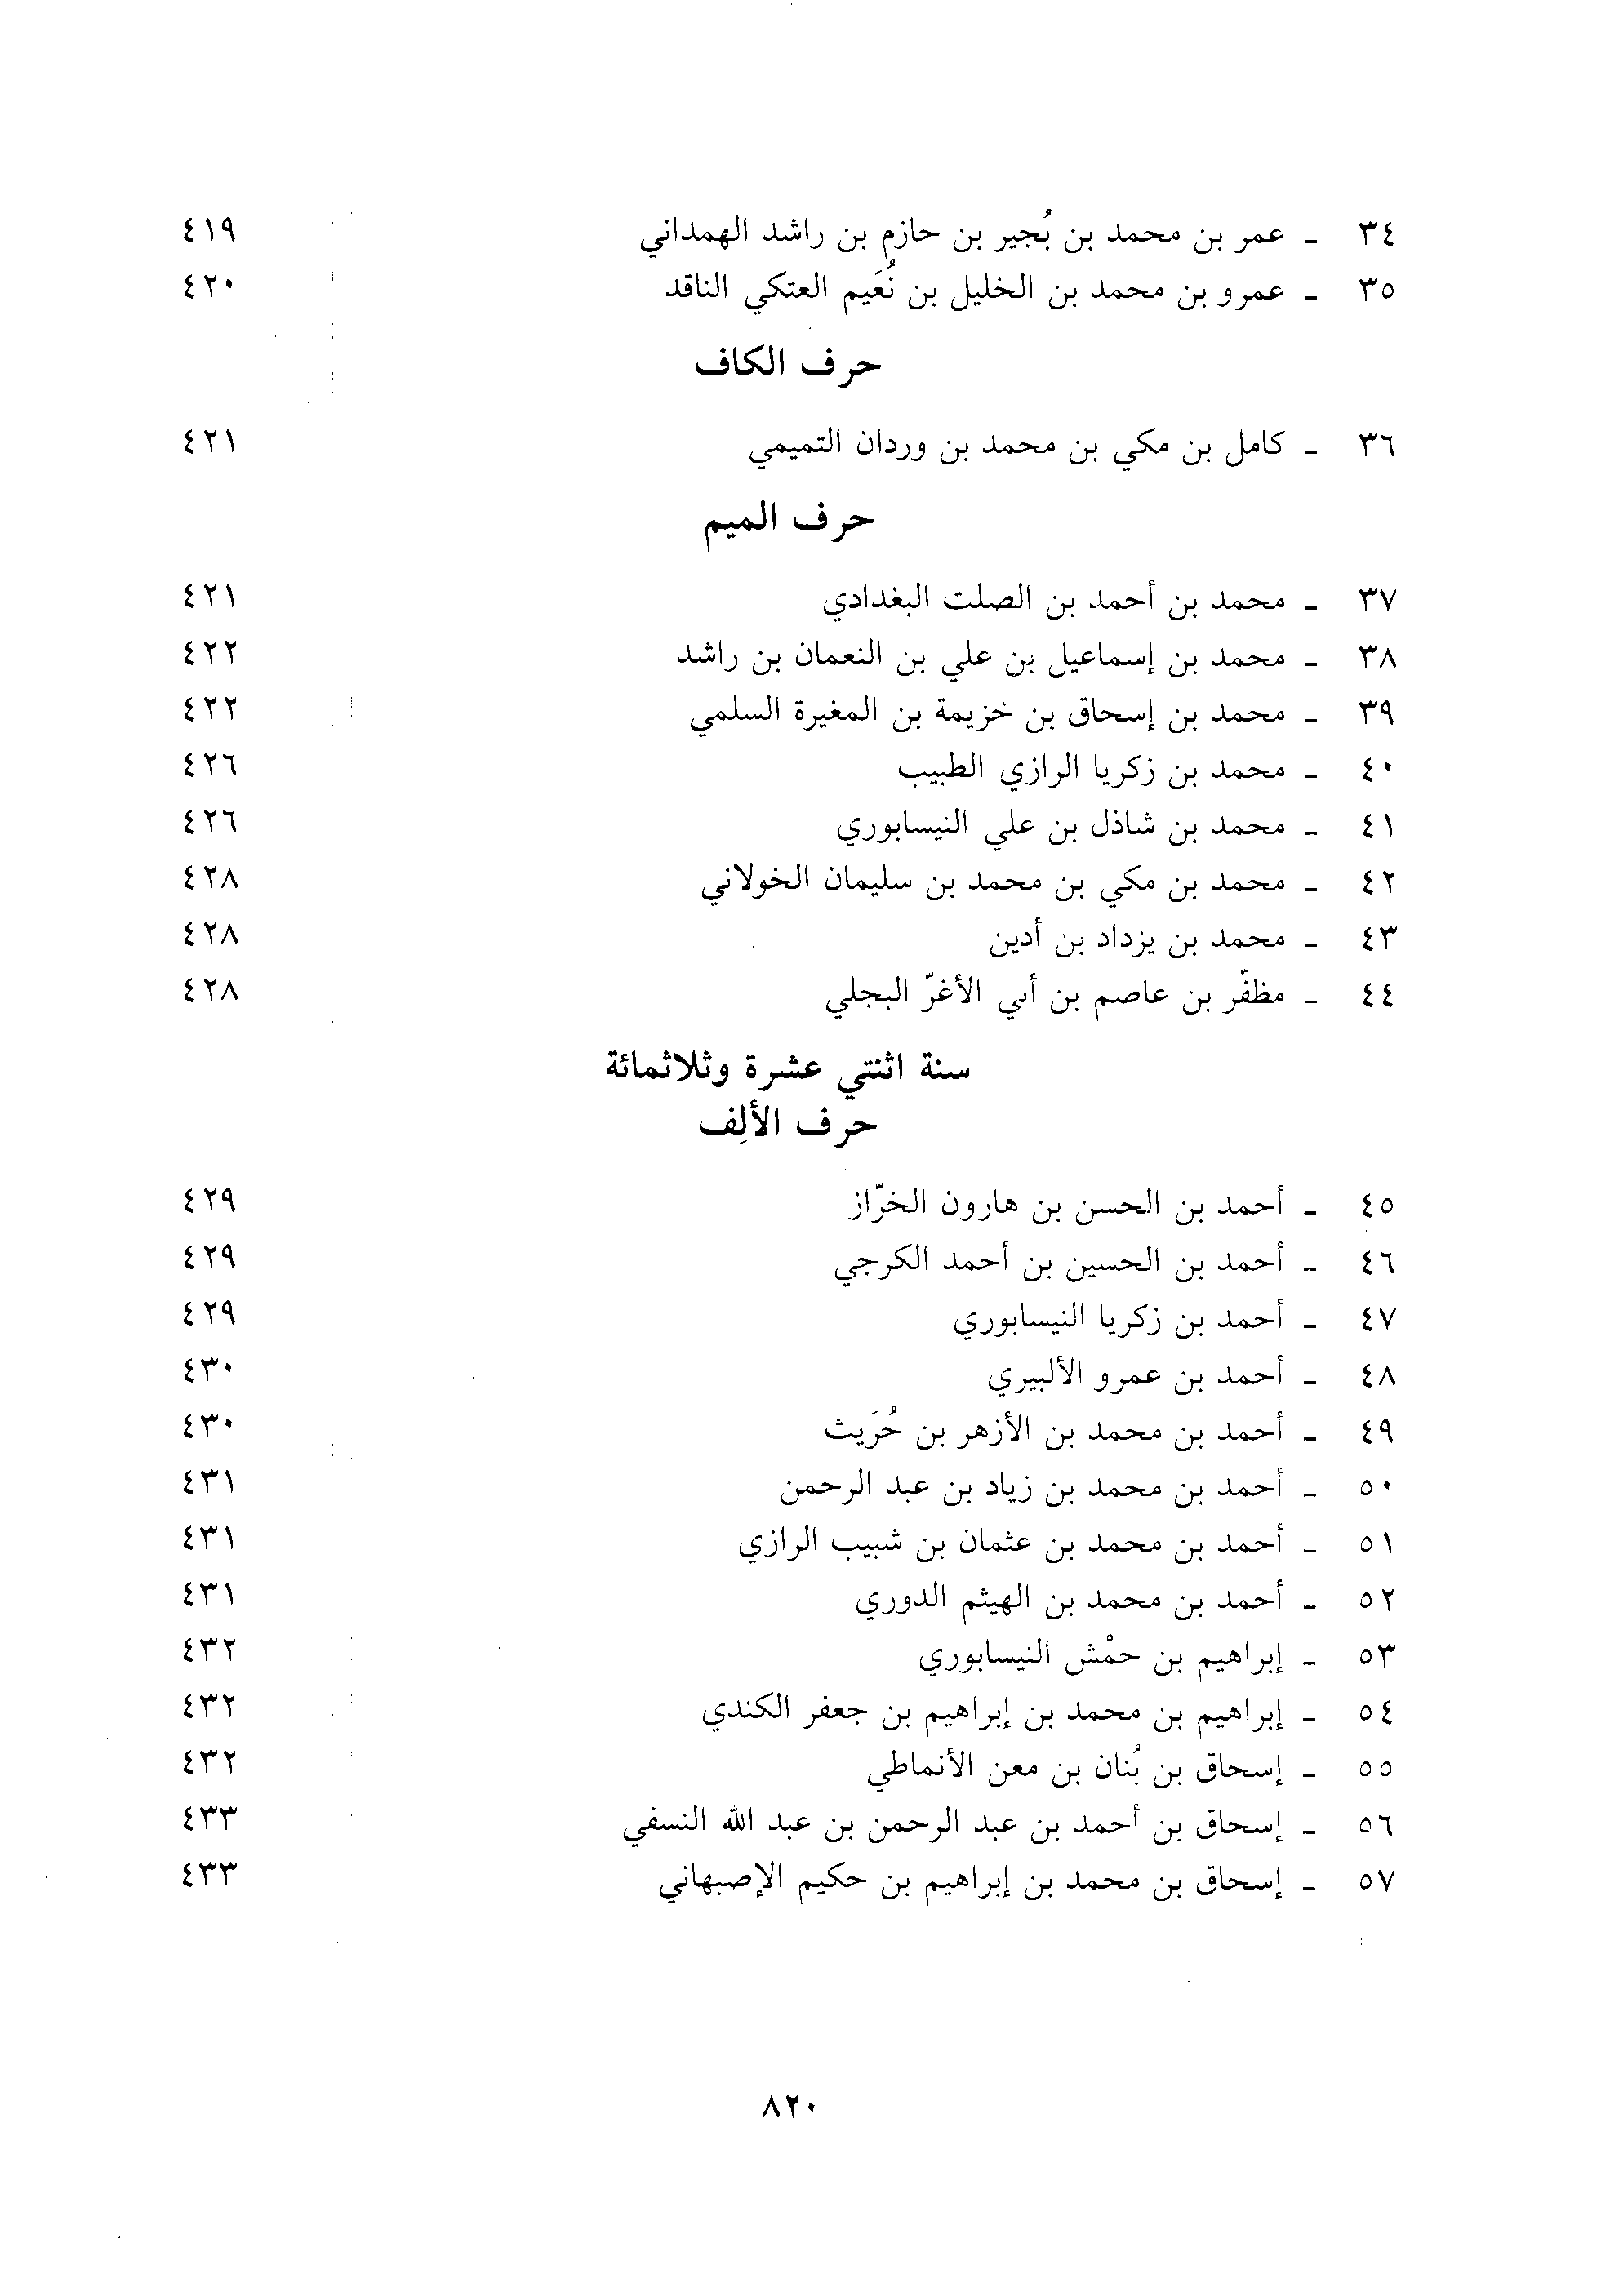 ٣٤ ـ عمر بن محمد بن بُجير بن حازم بن راشد الهمداني ٤١٩
٣٥ ـ عمرو بن محمد بن الخليل بن نُعَيم العتكي الناقد ٤٢٠
حرف الكاف
٣٦ ـ كامل بن مكي بن محمد بن وردان التميمي ٤٢١
حرف الميم
٣٧ ـ محمد بن أحمد بن الصلت البغدادي ٤٢١
٣٨ ـ محمد بن إسماعيل بن علي بن النعمان بن راشد ٤٢٢
٣٩ ـ محمد بن إسحاق بن خزيمة بن المغيرة السلمي ٤٢٢
٤٠ ـ محمد بن زكريا الرازي الطبيب ٤٢٦
٤١ ـ محمد بن شاذل بن علي النيسابوري ٤٢٦
٤٢ ـ محمد بن مكي بن محمد بن سليمان الخولاني ٤٢٨
٤٣ ـ محمد بن يزداد بن أدين ٤٢٨
٤٤ ـ مظفّر بن عاصم بن أبي الأغرّ البجلي ٤٢٨
سنة اثنتي عشرة وثلاثمائة
حرف الألِف
٤٥ ـ أحمد بن الحسن بن هارون الخرّاز ٤٢٩
٤٦ ـ أحمد بن الحسين بن أحمد الكرجي ٤٢٩
٤٧ ـ أحمد بن زكريا النيسابوري ٤٢٩
٤٨ ـ أحمد بن عمرو الألبيري ٤٣٠
٤٩ ـ أحمد بن محمد بن الأزهر بن حُرَيث ٤٣٠
٥٠ ـ أحمد بن محمد بن زياد بن عبد الرحمن ٤٣١
٥١ ـ أحمد بن محمد بن عثمان بن شبيب الرازي ٤٣١
٥٢ ـ أحمد بن محمد بن الهيثم الدوري ٤٣١
٥٣ ـ إبراهيم بن حمْش النيسابوري ٤٣٢
٥٤ ـ إبراهيم بن محمد بن إبراهيم بن جعفر الكندي ٤٣٢
٥٥ ـ إسحاق بن بُنان بن معن الأنماطي ٤٣٢
٥٦ ـ إسحاق بن أحمد بن عبد الرحمن بن عبد الله النسفي ٤٣٣
٥٧ ـ إسحاق بن محمد بن إبراهيم بن حكيم الإصبهاني ٤٣٣
٨٢٠